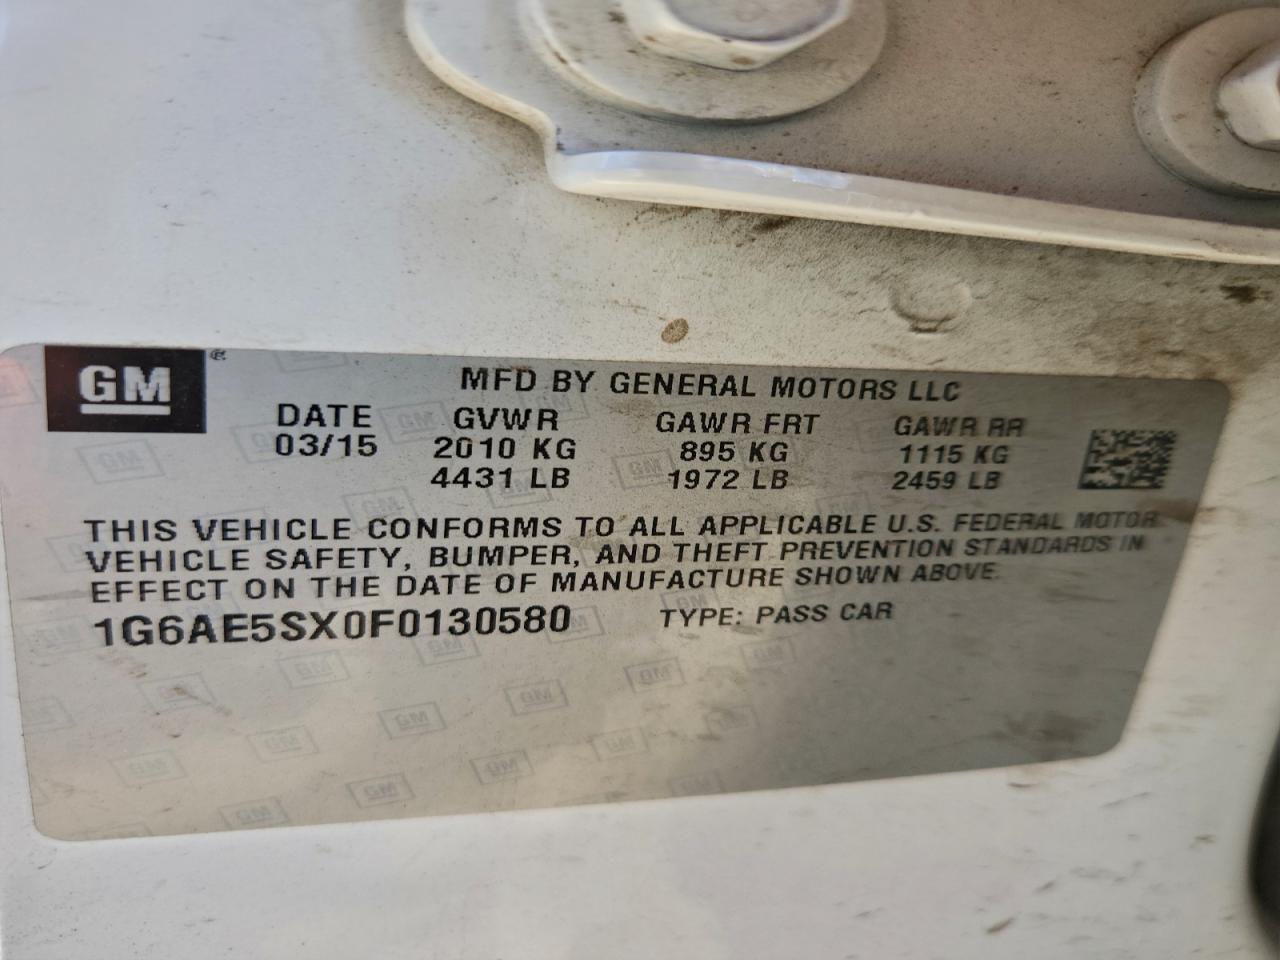 GM ®
MFD BY GENERAL MOTORS LLC
DATE GVWR GAWR FRT GAWR RR
03/15 2010 KG 895 KG 1115 KG
4431 LB 1972 LB 2459 LB
THIS VEHICLE CONFORMS TO ALL APPLICABLE U.S. FEDERAL MOTOR
VEHICLE SAFETY, BUMPER, AND THEFT PREVENTION STANDARDS IN
EFFECT ON THE DATE OF MANUFACTURE SHOWN ABOVE.
1G6AE5SX0F0130580 TYPE: PASS CAR